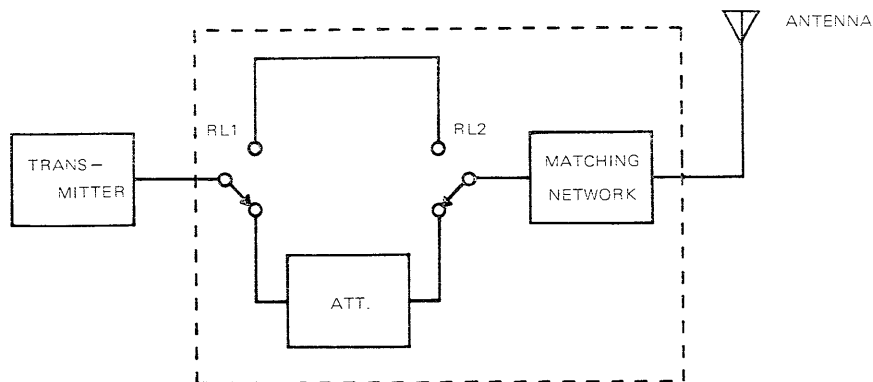 ANTENNA
RL1
RL2
TRANS-
MITTER
MATCHING
NETWORK
ATT.